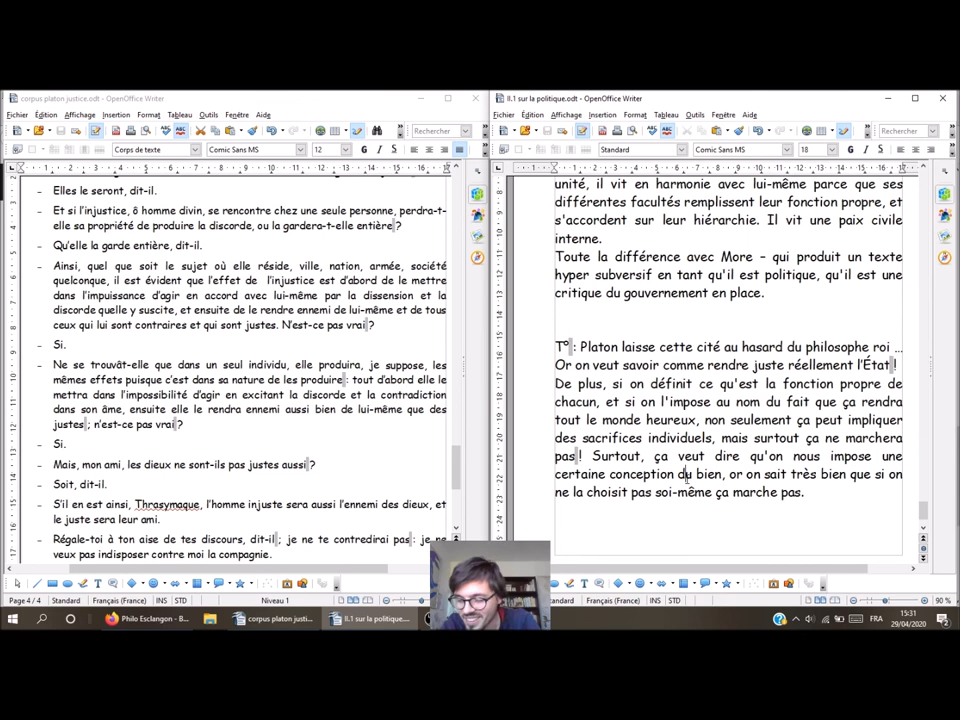 corpus platon justice.odt - OpenOffice Writer
Fichier Édition Affichage Insertion Format Tableau Outils Fenêtre Aide
Rechercher
Corps de texte Comic Sans MS 12
– Elles le seront, dit-il.
– Et si l'injustice, ô homme divin, se rencontre chez une seule personne, perdra-t-
elle sa propriété de produire la discorde, ou la gardera-t-elle entière ?
– Qu'elle la garde entière, dit-il.
– Ainsi, quel que soit le sujet où elle réside, ville, nation, armée, société
quelconque, il est évident que l'effet de l'injustice est d'abord de le mettre
dans l'impuissance d'agir en accord avec lui-même par la dissension et la
discorde quelle y suscite, et ensuite de le rendre ennemi de lui-même et de tous
ceux qui lui sont contraires et qui sont justes. N'est-ce pas vrai ?
– Si.
– Ne se trouvât-elle que dans un seul individu, elle produira, je suppose, les
mêmes effets puisque c'est dans sa nature de les produire : tout d'abord elle le
mettra dans l'impossibilité d'agir en excitant la discorde et la contradiction
dans son âme, ensuite elle le rendra ennemi aussi bien de lui-même que des
justes ; n'est-ce pas vrai ?
– Si.
– Mais, mon ami, les dieux ne sont-ils pas justes aussi ?
– Soit, dit-il.
– S'il en est ainsi, Thrasymaque, l'homme injuste sera aussi l'ennemi des dieux, et
le juste sera leur ami.
– Régale-toi à ton aise de tes discours, dit-il ; je ne te contredirai pas : je ne
veux pas indisposer contre moi la compagnie.
Page 4 / 4 Standard Français (France) INS STD Niveau 1
II.1 sur la politique.odt - OpenOffice Writer
Fichier Édition Affichage Insertion Format Tableau Outils Fenêtre Aide
Rechercher
Standard Comic Sans MS 18
unité, il vit en harmonie avec lui-même parce que ses
différentes facultés remplissent leur fonction propre, et
s'accordent sur leur hiérarchie. Il vit une paix civile
interne.
Toute la différence avec More – qui produit un texte
hyper subversif en tant qu'il est politique, qu'il est une
critique du gouvernement en place.
T° : Platon laisse cette cité au hasard du philosophe roi ...
Or on veut savoir comme rendre juste réellement l'État !
De plus, si on définit ce qu'est la fonction propre de
chacun, et si on l'impose au nom du fait que ça rendra
tout le monde heureux, non seulement ça peut impliquer
des sacrifices individuels, mais surtout ça ne marchera
pas ! Surtout, ça veut dire qu'on nous impose une
certaine conception du bien, or on sait très bien que si on
ne la choisit pas soi-même ça marche pas.
Standard Français (France) INS STD 90 %
Philo Esclangon - B... corpus platon justi... II.1 sur la politique....
FRA 15:31
29/04/2020